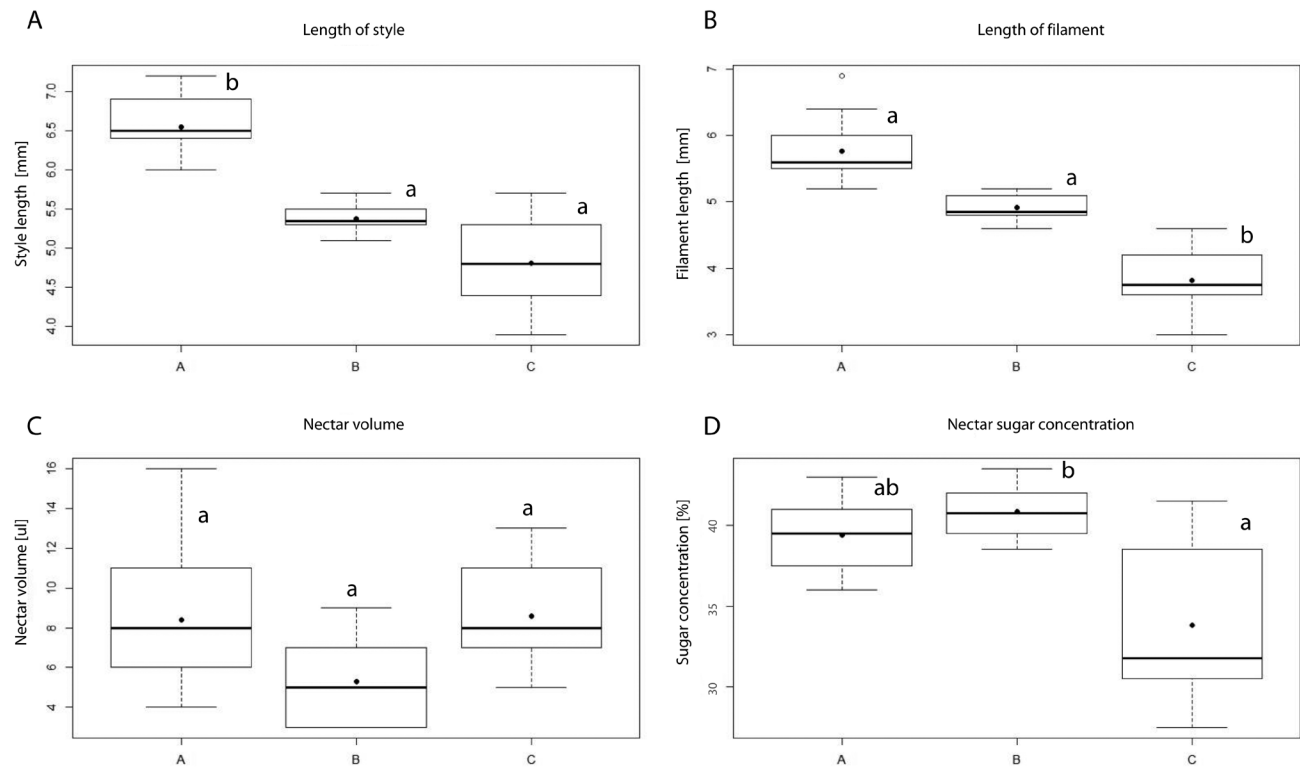 A
Length of style
Style length [mm]
7.0
6.5
6.0
5.5
5.0
4.5
4.0
b
a
a
A B C
B
Length of filament
Filament length [mm]
7
6
5
4
3
a
a
b
A B C
C
Nectar volume
Nectar volume [ul]
16
14
12
10
8
6
4
a
a
a
A B C
D
Nectar sugar concentration
Sugar concentration [%]
40
35
30
ab
b
a
A B C